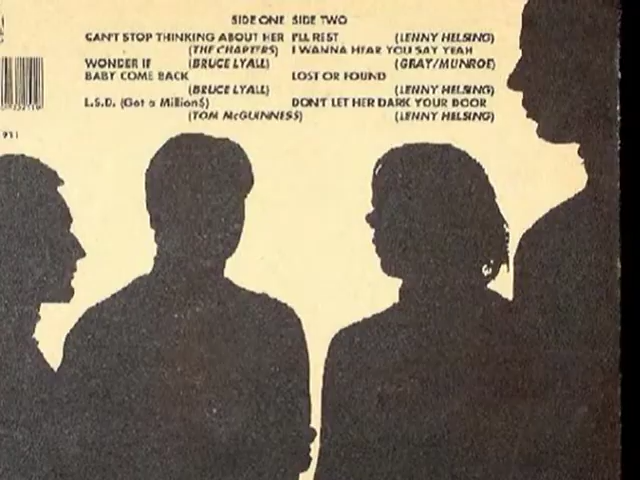 SIDE ONE SIDE TWO
CAN'T STOP THINKING ABOUT HER I'LL REST (LENNY HELSING)
(THE CHAPTERS) I WANNA HEAR YOU SAY YEAH
WONDER IF (BRUCE LYALL) (GRAY/MUNROE)
BABY COME BACK LOST OR FOUND
(BRUCE LYALL) (LENNY HELSING)
L.S.D. (Got a Million$) DON'T LET HER DARK YOUR DOOR
(TOM McGUINNESS) (LENNY HELSING)